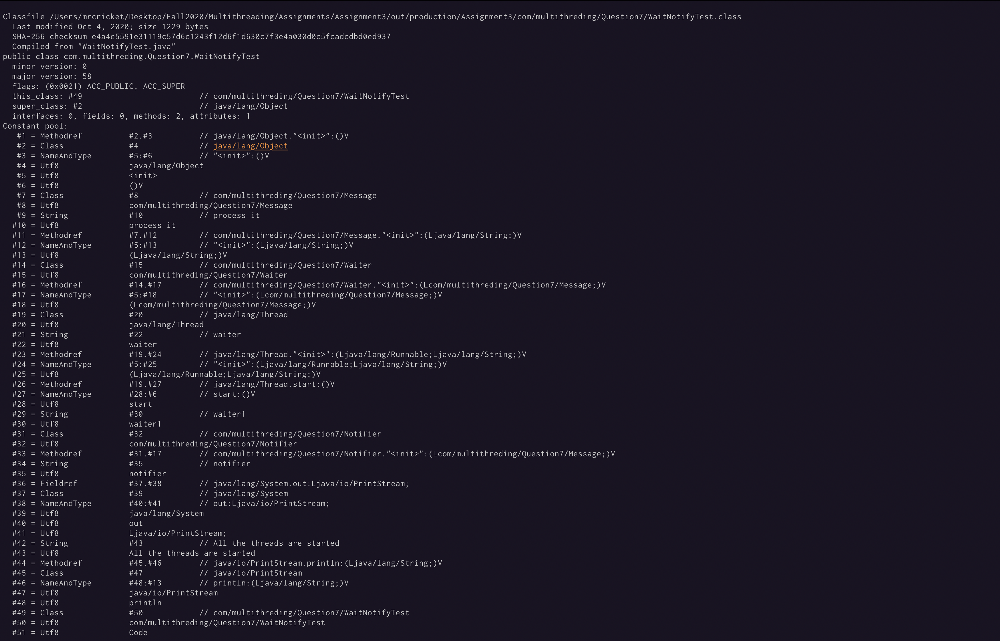 Classfile /Users/mrcricket/Desktop/Fall2020/Multithreading/Assignments/Assignment3/out/production/Assignment3/com/multithreding/Question7/WaitNotifyTest.class
  Last modified Oct 4, 2020; size 1229 bytes
  SHA-256 checksum e4a4e5591e31119c57d6c1243f12d6f1d630c7f3e4a030d0c5fcadcdbd0ed937
  Compiled from "WaitNotifyTest.java"
public class com.multithreding.Question7.WaitNotifyTest
  minor version: 0
  major version: 58
  flags: (0x0021) ACC_PUBLIC, ACC_SUPER
  this_class: #49                         // com/multithreding/Question7/WaitNotifyTest
  super_class: #2                         // java/lang/Object
  interfaces: 0, fields: 0, methods: 2, attributes: 1
Constant pool:
   #1 = Methodref          #2.#3          // java/lang/Object."<init>":()V
   #2 = Class              #4             // java/lang/Object
   #3 = NameAndType        #5:#6          // "<init>":()V
   #4 = Utf8               java/lang/Object
   #5 = Utf8               <init>
   #6 = Utf8               ()V
   #7 = Class              #8             // com/multithreding/Question7/Message
   #8 = Utf8               com/multithreding/Question7/Message
   #9 = String             #10            // process it
  #10 = Utf8               process it
  #11 = Methodref          #7.#12         // com/multithreding/Question7/Message."<init>":(Ljava/lang/String;)V
  #12 = NameAndType        #5:#13         // "<init>":(Ljava/lang/String;)V
  #13 = Utf8               (Ljava/lang/String;)V
  #14 = Class              #15            // com/multithreding/Question7/Waiter
  #15 = Utf8               com/multithreding/Question7/Waiter
  #16 = Methodref          #14.#17        // com/multithreding/Question7/Waiter."<init>":(Lcom/multithreding/Question7/Message;)V
  #17 = NameAndType        #5:#18         // "<init>":(Lcom/multithreding/Question7/Message;)V
  #18 = Utf8               (Lcom/multithreding/Question7/Message;)V
  #19 = Class              #20            // java/lang/Thread
  #20 = Utf8               java/lang/Thread
  #21 = String             #22            // waiter
  #22 = Utf8               waiter
  #23 = Methodref          #19.#24        // java/lang/Thread."<init>":(Ljava/lang/Runnable;Ljava/lang/String;)V
  #24 = NameAndType        #5:#25         // "<init>":(Ljava/lang/Runnable;Ljava/lang/String;)V
  #25 = Utf8               (Ljava/lang/Runnable;Ljava/lang/String;)V
  #26 = Methodref          #19.#27        // java/lang/Thread.start:()V
  #27 = NameAndType        #28:#6         // start:()V
  #28 = Utf8               start
  #29 = String             #30            // waiter1
  #30 = Utf8               waiter1
  #31 = Class              #32            // com/multithreding/Question7/Notifier
  #32 = Utf8               com/multithreding/Question7/Notifier
  #33 = Methodref          #31.#17        // com/multithreding/Question7/Notifier."<init>":(Lcom/multithreding/Question7/Message;)V
  #34 = String             #35            // notifier
  #35 = Utf8               notifier
  #36 = Fieldref           #37.#38        // java/lang/System.out:Ljava/io/PrintStream;
  #37 = Class              #39            // java/lang/System
  #38 = NameAndType        #40:#41        // out:Ljava/io/PrintStream;
  #39 = Utf8               java/lang/System
  #40 = Utf8               out
  #41 = Utf8               Ljava/io/PrintStream;
  #42 = String             #43            // All the threads are started
  #43 = Utf8               All the threads are started
  #44 = Methodref          #45.#46        // java/io/PrintStream.println:(Ljava/lang/String;)V
  #45 = Class              #47            // java/io/PrintStream
  #46 = NameAndType        #48:#13        // println:(Ljava/lang/String;)V
  #47 = Utf8               java/io/PrintStream
  #48 = Utf8               println
  #49 = Class              #50            // com/multithreding/Question7/WaitNotifyTest
  #50 = Utf8               com/multithreding/Question7/WaitNotifyTest
  #51 = Utf8               Code